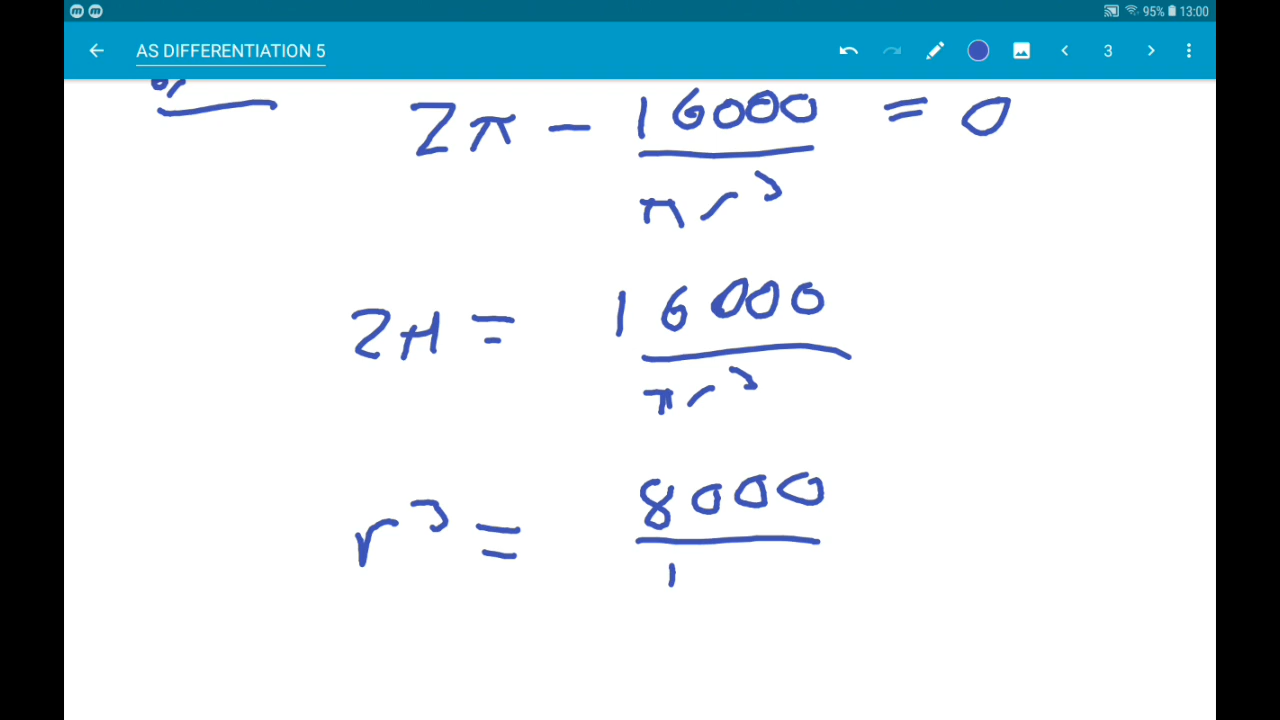 95% 13:00
AS DIFFERENTIATION 5
3
2π - 16000/πr³ = 0
2π = 16000/πr³
r³ = 8000/